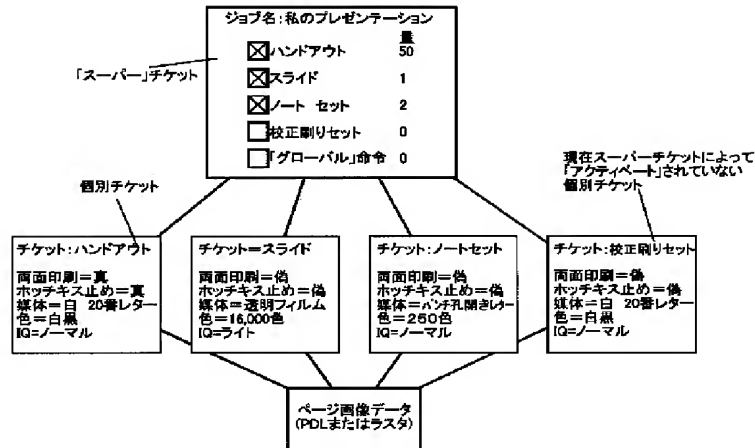 ジョブ名:私のプレゼンテーション
量
ハンドアウト 50
スライド 1
ノート セット 2
校正刷りセット 0
「グローバル」命令 0
「スーパー」チケット
個別チケット
現在スーパーチケットによって
「アクティベート」されていない
個別チケット
チケット:ハンドアウト
両面印刷=真
ホッチキス止め=真
媒体=白 20番レター
色=白黒
IQ=ノーマル
チケット=スライド
両面印刷=偽
ホッチキス止め=偽
媒体=透明フィルム
色=16,000色
IQ=ライト
チケット:ノートセット
両面印刷=偽
ホッチキス止め=偽
媒体=パンチ孔開きレター
色=250色
IQ=ノーマル
チケット:校正刷りセット
両面印刷=偽
ホッチキス止め=偽
媒体=白 20番レター
色=白黒
IQ=ノーマル
ページ画像データ
(PDLまたはラスタ)